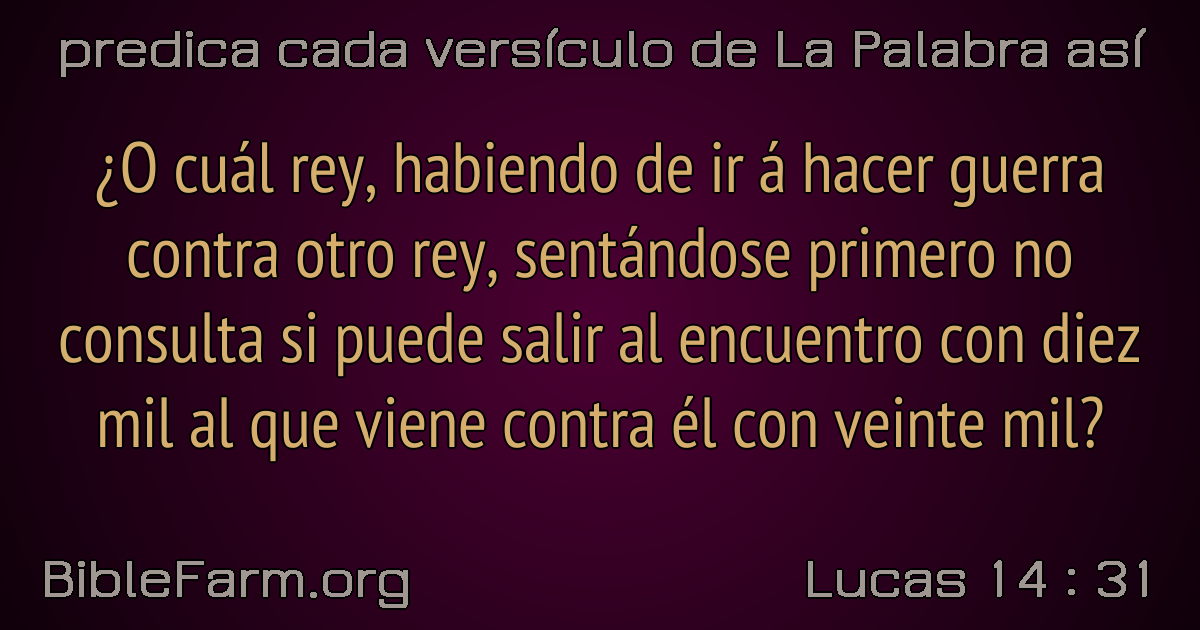 predica cada versículo de La Palabra así
¿O cuál rey, habiendo de ir á hacer guerra
contra otro rey, sentándose primero no
consulta si puede salir al encuentro con diez
mil al que viene contra él con veinte mil?
BibleFarm.org
Lucas 14 : 31